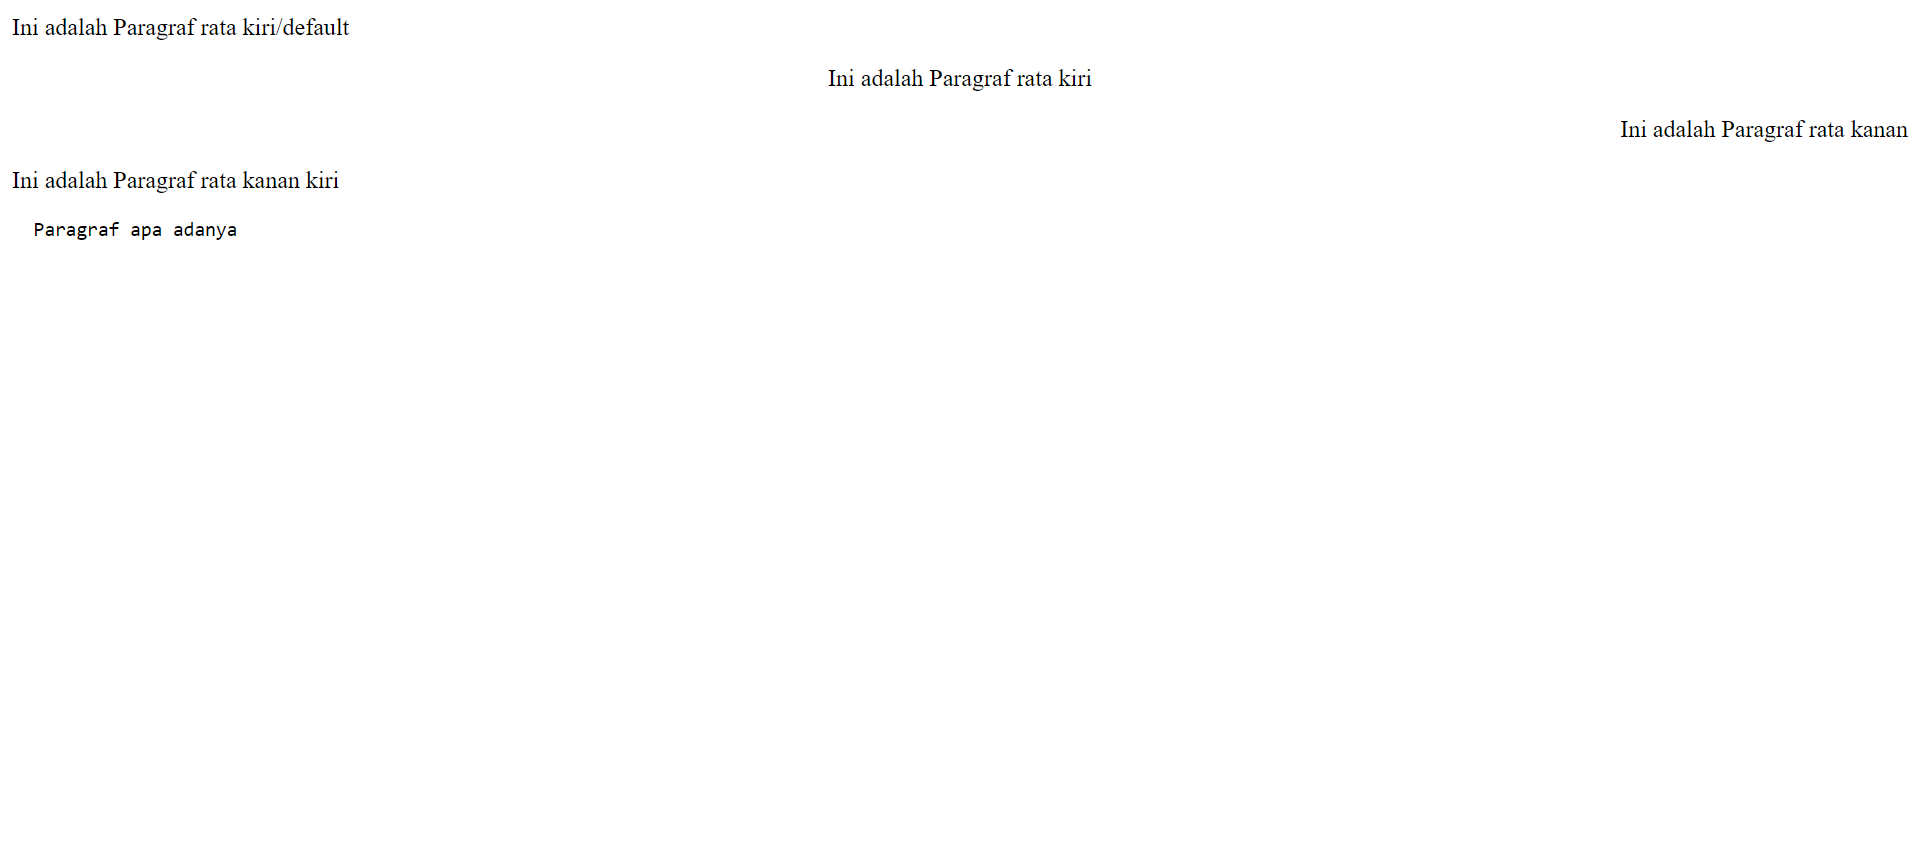 Ini adalah Paragraf rata kiri/default
Ini adalah Paragraf rata kiri
Ini adalah Paragraf rata kanan
Ini adalah Paragraf rata kanan kiri
Paragraf apa adanya